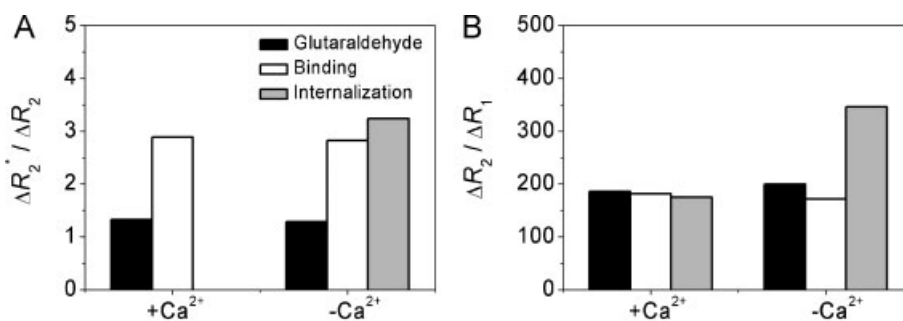 A
ΔR₂* / ΔR₂
5
4
3
2
1
0
Glutaraldehyde
Binding
Internalization
+Ca²⁺
-Ca²⁺
B
ΔR₂ / ΔR₁
500
400
300
200
100
0
+Ca²⁺
-Ca²⁺